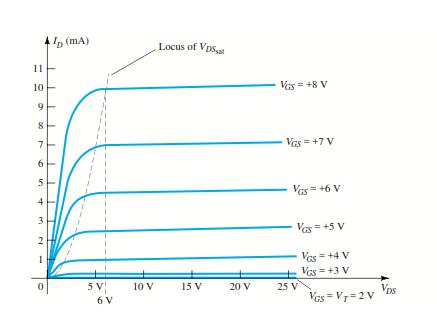 I_D (mA)
Locus of V_DSsat
11
10
V_GS = +8 V
9
8
7
V_GS = +7 V
6
5
V_GS = +6 V
4
3
V_GS = +5 V
2
V_GS = +4 V
1
V_GS = +3 V
0
5 V
10 V
15 V
20 V
25 V
V_DS
6 V
V_GS = V_T = 2 V